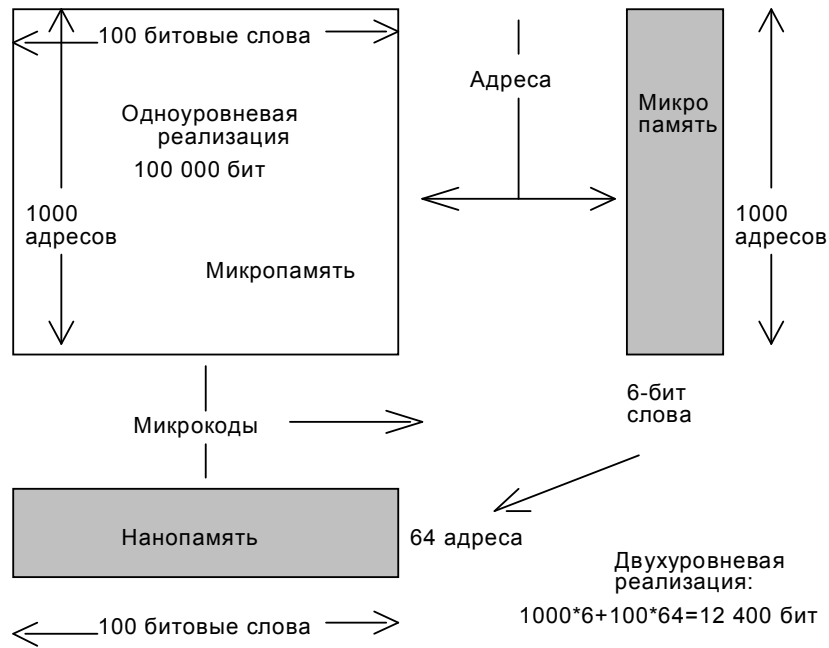 100 битовые слова
Одноуровневая
реализация
100 000 бит
1000
адресов
Микропамять
Адреса
Микро
память
1000
адресов
6-бит
слова
Микрокоды
Нанопамять
64 адреса
100 битовые слова
Двухуровневая
реализация:
1000*6+100*64=12 400 бит